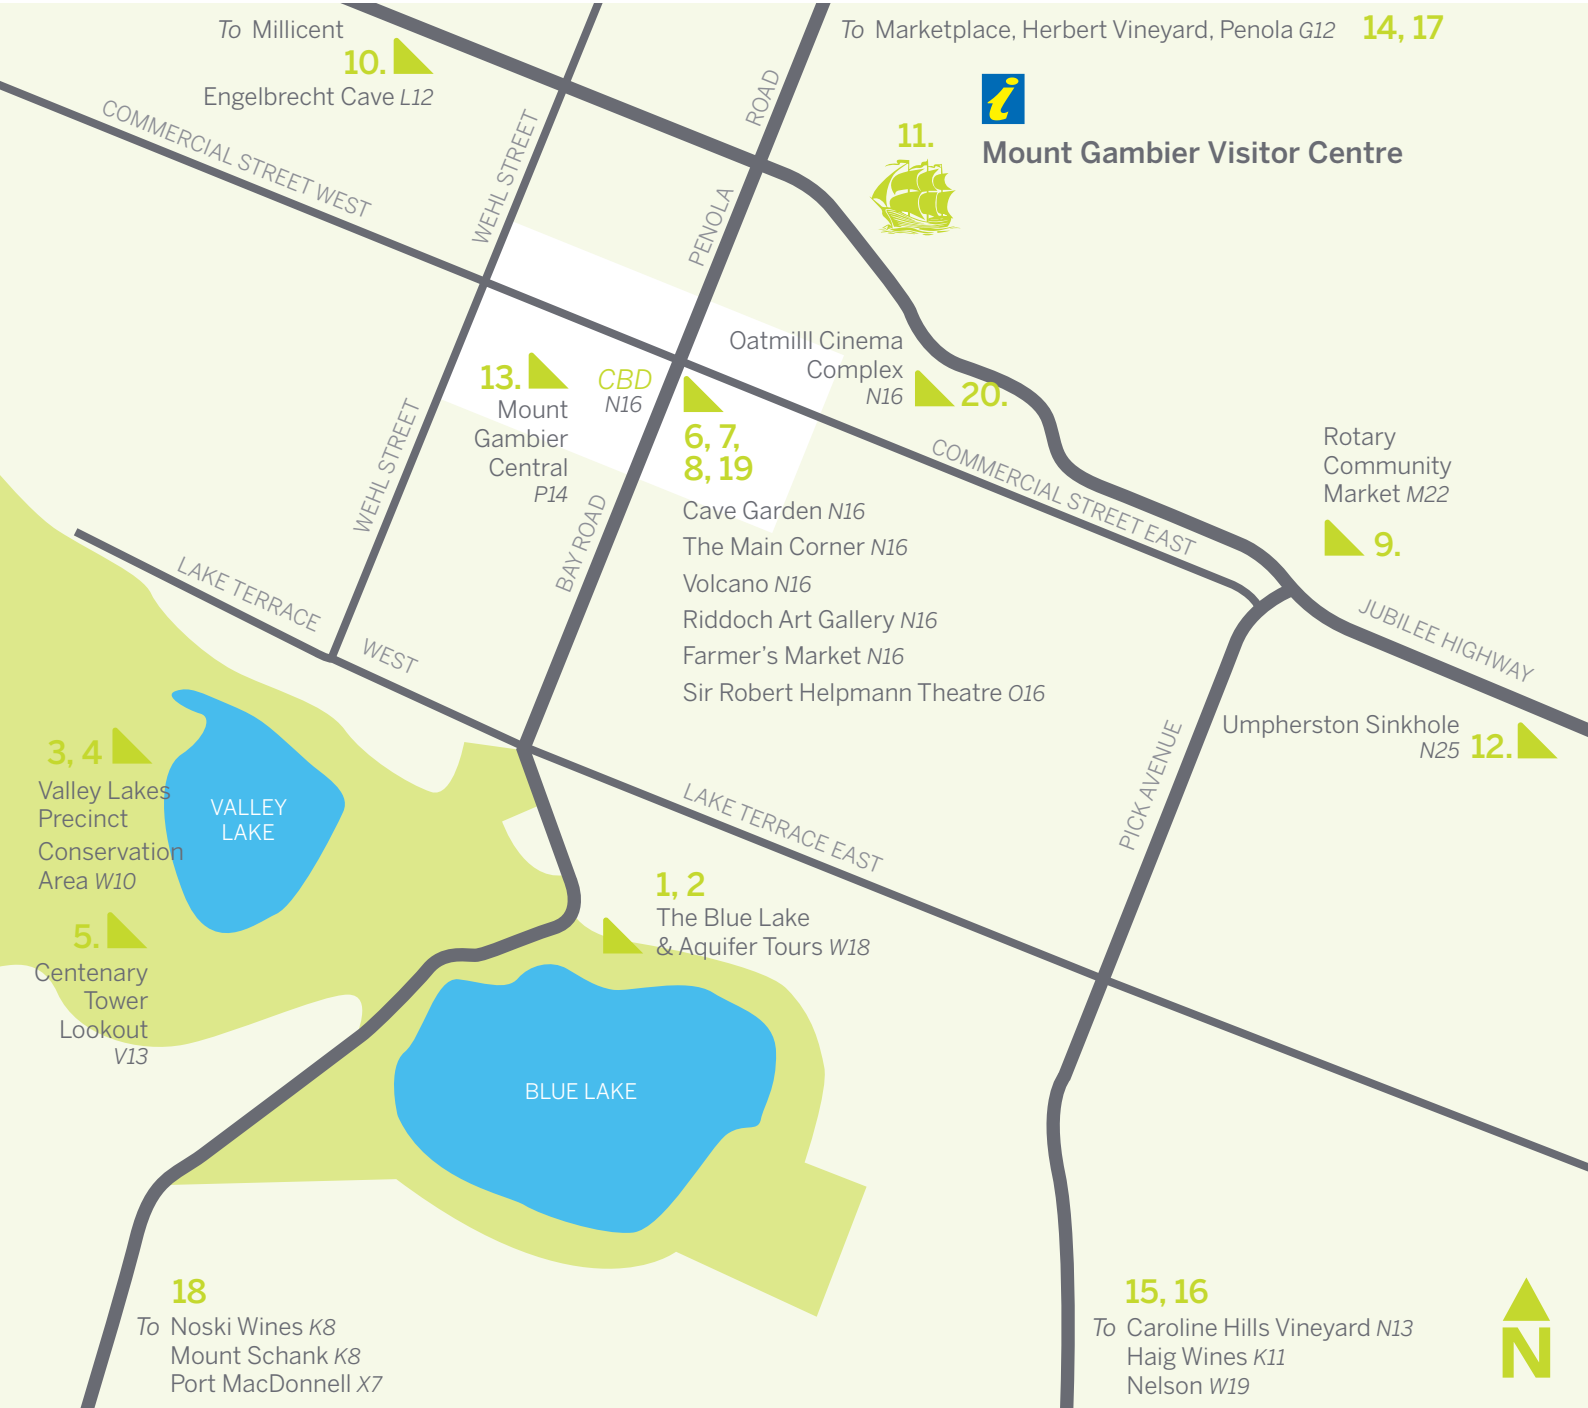 To Millicent
10.
Engelbrecht Cave L12
To Marketplace, Herbert Vineyard, Penola G12 14, 17
i
Mount Gambier Visitor Centre
11.
COMMERCIAL STREET WEST
WEHL STREET
PENOLA
ROAD
Oatmilll Cinema
Complex
N16
20.
13.
Mount
Gambier
Central
P14
CBD
N16
6, 7,
8, 19
Cave Garden N16
The Main Corner N16
Volcano N16
Riddoch Art Gallery N16
Farmer's Market N16
Sir Robert Helpmann Theatre O16
WEHL STREET
BAY ROAD
COMMERCIAL STREET EAST
Rotary
Community
Market M22
9.
JUBILEE HIGHWAY
LAKE TERRACE
WEST
Umpherston Sinkhole
N25
12.
PICK AVENUE
LAKE TERRACE EAST
3, 4
Valley Lakes
Precinct
Conservation
Area W10
VALLEY
LAKE
5.
Centenary
Tower
Lookout
V13
1, 2
The Blue Lake
& Aquifer Tours W18
BLUE LAKE
18
To Noski Wines K8
Mount Schank K8
Port MacDonnell X7
15, 16
To Caroline Hills Vineyard N13
Haig Wines K11
Nelson W19
N